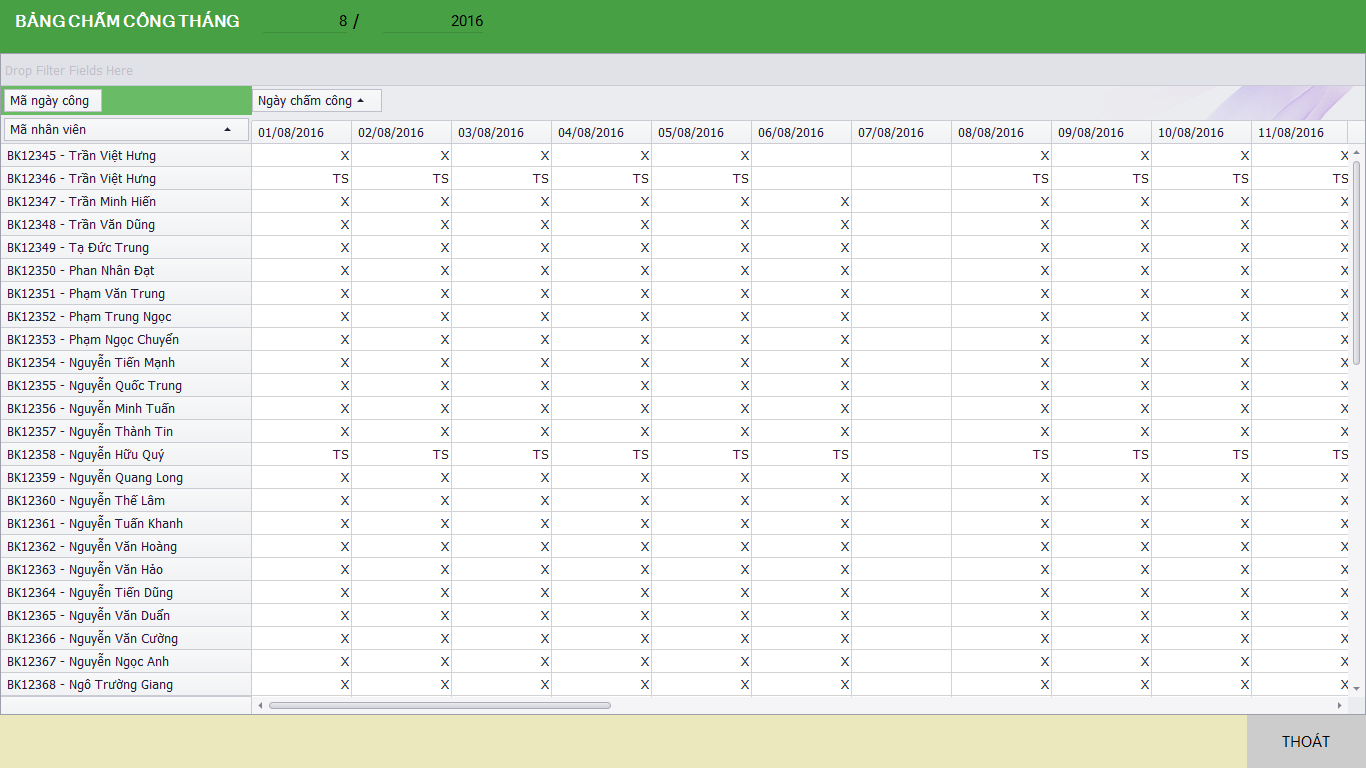 BẢNG CHẤM CÔNG THÁNG 8 / 2016
Drop Filter Fields Here
Mã ngày công Ngày chấm công
Mã nhân viên 01/08/2016 02/08/2016 03/08/2016 04/08/2016 05/08/2016 06/08/2016 07/08/2016 08/08/2016 09/08/2016 10/08/2016 11/08/2016
BK12345 - Trần Việt Hưng X X X X X X X X X
BK12346 - Trần Việt Hưng TS TS TS TS TS TS TS TS TS
BK12347 - Trần Minh Hiến X X X X X X X X X X
BK12348 - Trần Văn Dũng X X X X X X X X X X
BK12349 - Tạ Đức Trung X X X X X X X X X X
BK12350 - Phan Nhân Đạt X X X X X X X X X X
BK12351 - Phạm Văn Trung X X X X X X X X X X
BK12352 - Phạm Trung Ngọc X X X X X X X X X X
BK12353 - Phạm Ngọc Chuyển X X X X X X X X X X
BK12354 - Nguyễn Tiến Mạnh X X X X X X X X X X
BK12355 - Nguyễn Quốc Trung X X X X X X X X X X
BK12356 - Nguyễn Minh Tuấn X X X X X X X X X X
BK12357 - Nguyễn Thành Tin X X X X X X X X X X
BK12358 - Nguyễn Hữu Quý TS TS TS TS TS TS TS TS TS TS
BK12359 - Nguyễn Quang Long X X X X X X X X X X
BK12360 - Nguyễn Thế Lâm X X X X X X X X X X
BK12361 - Nguyễn Tuấn Khanh X X X X X X X X X X
BK12362 - Nguyễn Văn Hoàng X X X X X X X X X X
BK12363 - Nguyễn Văn Hảo X X X X X X X X X X
BK12364 - Nguyễn Tiến Dũng X X X X X X X X X X
BK12365 - Nguyễn Văn Duẩn X X X X X X X X X X
BK12366 - Nguyễn Văn Cường X X X X X X X X X X
BK12367 - Nguyễn Ngọc Anh X X X X X X X X X X
BK12368 - Ngô Trường Giang X X X X X X X X X X
THOÁT